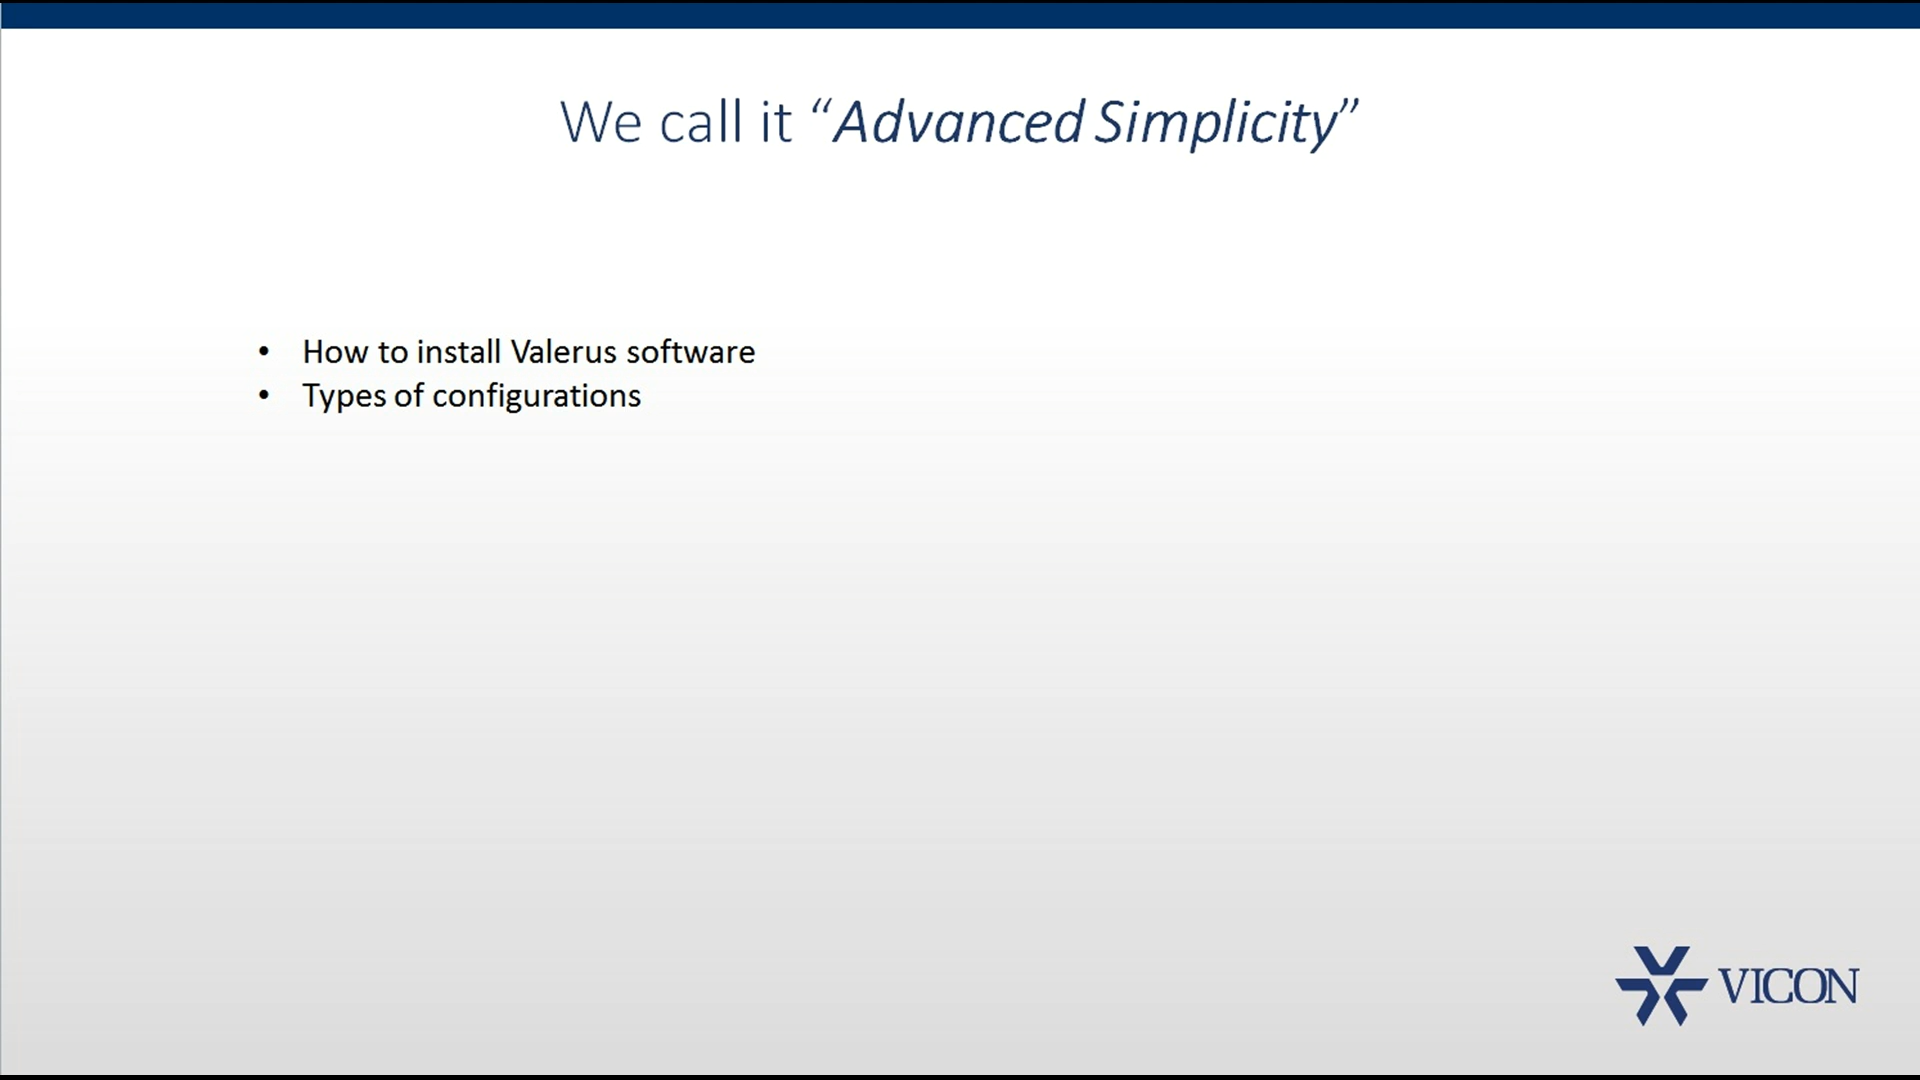 We call it “Advanced Simplicity”
• How to install Valerus software
• Types of configurations
VICON